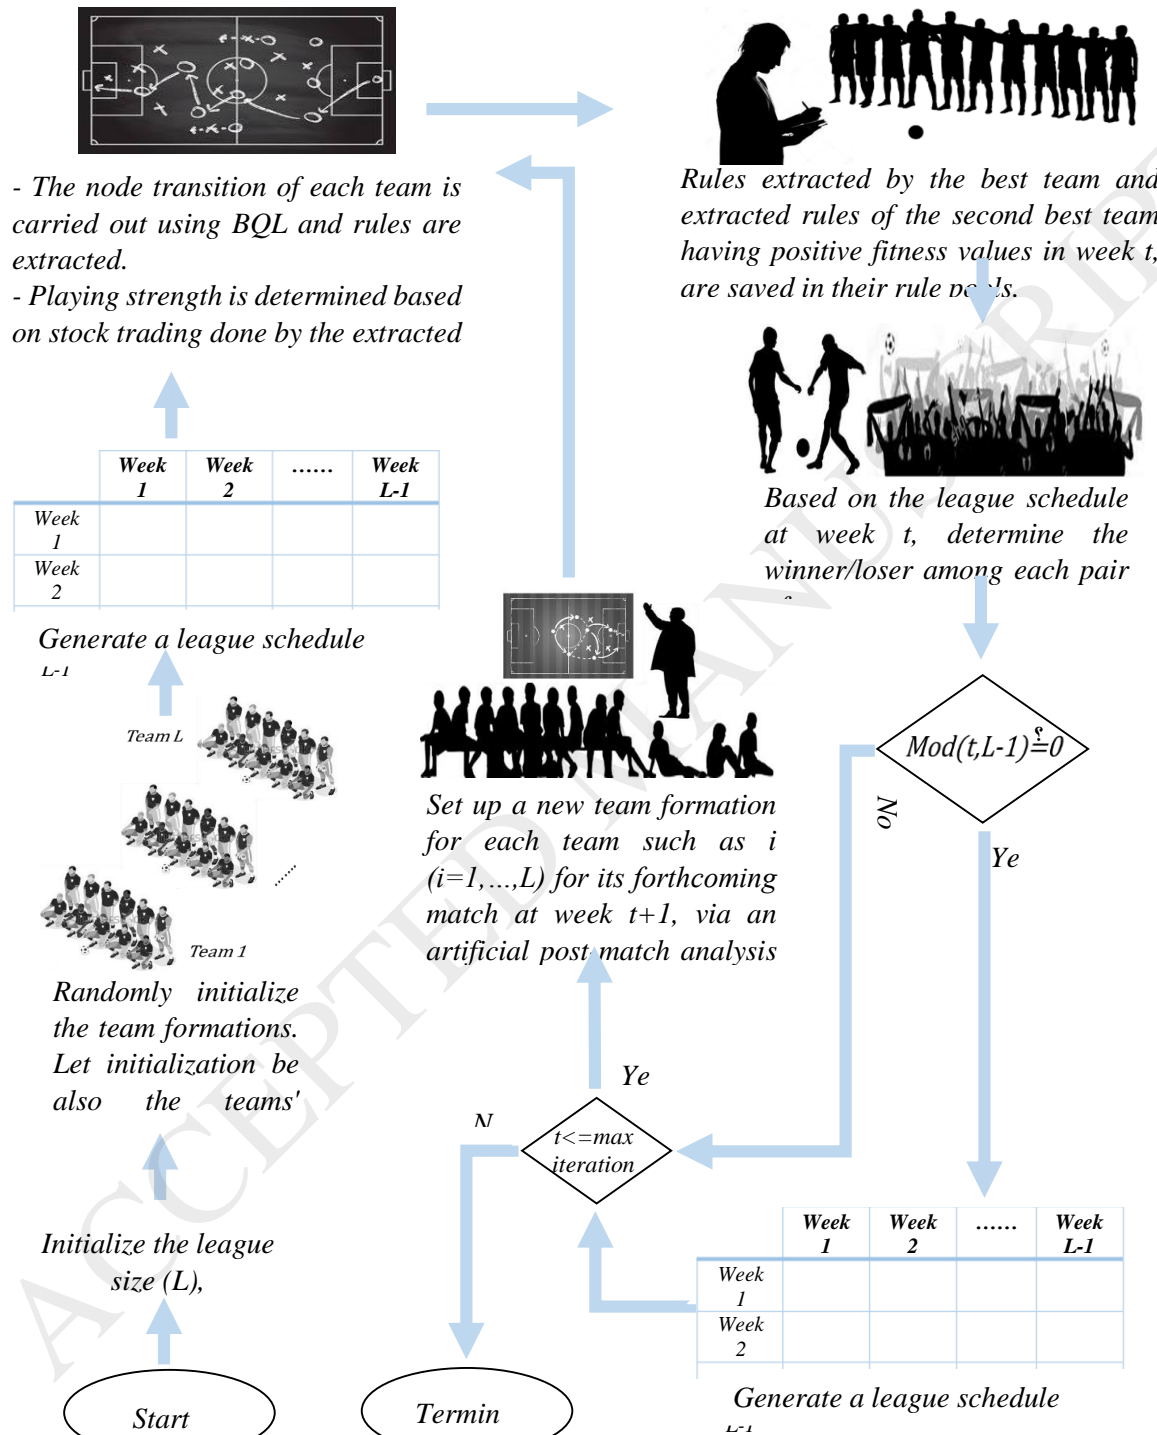 - The node transition of each team is
carried out using BQL and rules are
extracted.
- Playing strength is determined based
on stock trading done by the extracted
Rules extracted by the best team and
extracted rules of the second best team
having positive fitness values in week t,
are saved in their rule pools.
Based on the league schedule
at week t, determine the
winner/loser among each pair
Week 1
Week 2
......
Week L-1
Week 1
Week 2
Generate a league schedule
L-1
Team L
......
Team 1
Randomly initialize
the team formations.
Let initialization be
also the teams'
Initialize the league
size (L),
Start
Set up a new team formation
for each team such as i
(i=1,...,L) for its forthcoming
match at week t+1, via an
artificial post-match analysis
Mod(t,L-1)≟0
No
Ye
Ye
N
t<=max
iteration
Week 1
Week 2
......
Week L-1
Week 1
Week 2
Generate a league schedule
L-1
Termin
ACCEPTED MANUSCRIPT